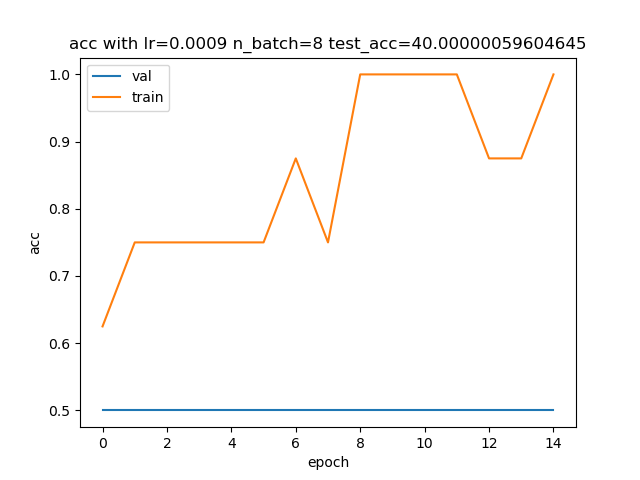 acc with lr=0.0009 n_batch=8 test_acc=40.00000059604645
val
train
1.0
0.9
0.8
0.7
0.6
0.5
acc
0 2 4 6 8 10 12 14
epoch